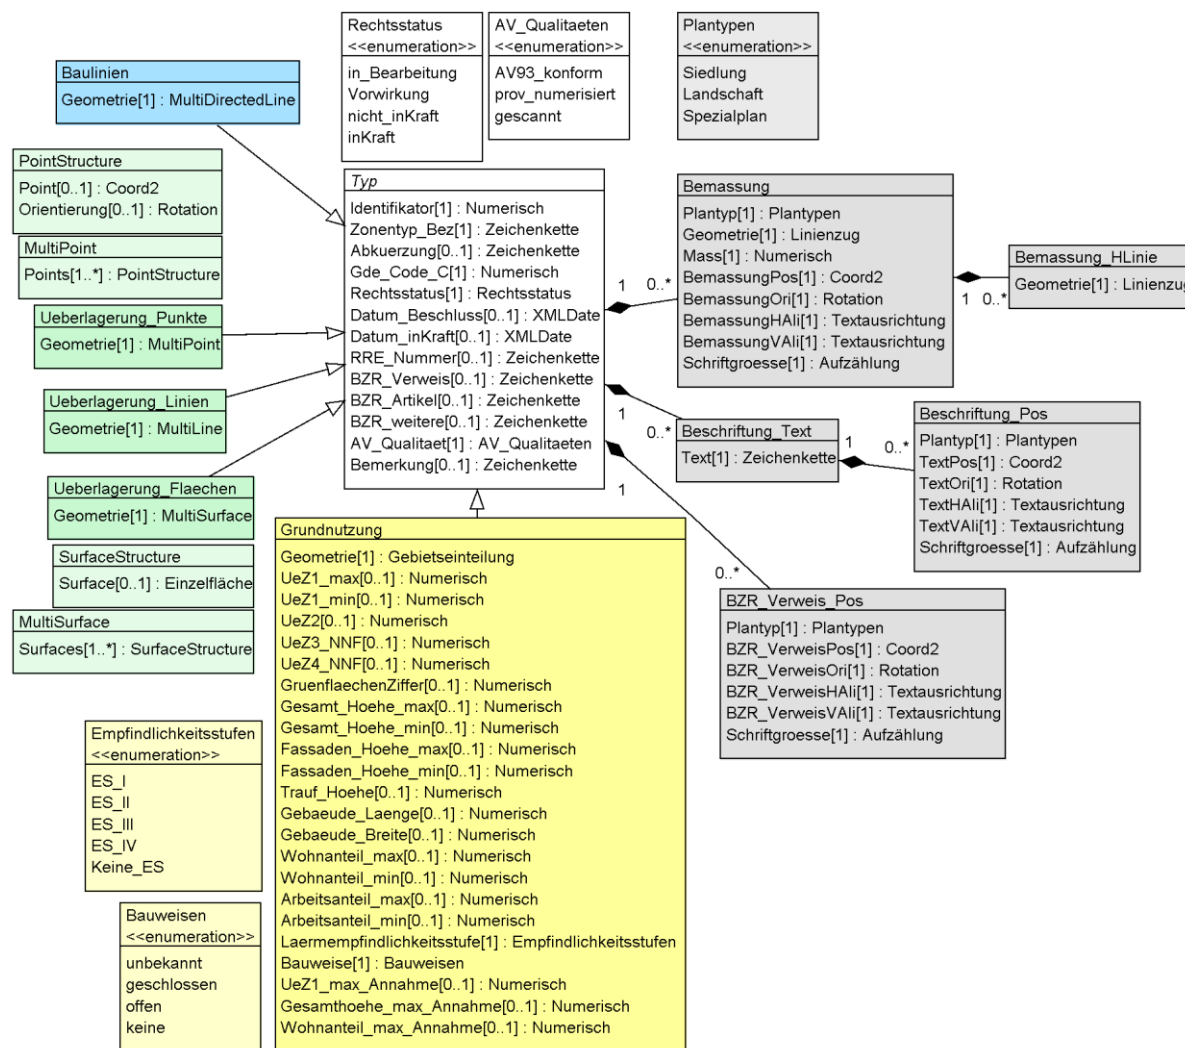 Rechtsstatus
<<enumeration>>
in_Bearbeitung
Vorwirkung
nicht_inKraft
inKraft
AV_Qualitaeten
<<enumeration>>
AV93_konform
prov_numerisiert
gescannt
Plantypen
<<enumeration>>
Siedlung
Landschaft
Spezialplan
Baulinien
Geometrie[1] : MultiDirectedLine
PointStructure
Point[0..1] : Coord2
Orientierung[0..1] : Rotation
MultiPoint
Points[1..*] : PointStructure
Ueberlagerung_Punkte
Geometrie[1] : MultiPoint
Ueberlagerung_Linien
Geometrie[1] : MultiLine
Ueberlagerung_Flaechen
Geometrie[1] : MultiSurface
SurfaceStructure
Surface[0..1] : Einzelfläche
MultiSurface
Surfaces[1..*] : SurfaceStructure
Typ
Identifikator[1] : Numerisch
Zonentyp_Bez[1] : Zeichenkette
Abkuerzung[0..1] : Zeichenkette
Gde_Code_C[1] : Numerisch
Rechtsstatus[1] : Rechtsstatus
Datum_Beschluss[0..1] : XMLDate
Datum_inKraft[0..1] : XMLDate
RRE_Nummer[0..1] : Zeichenkette
BZR_Verweis[0..1] : Zeichenkette
BZR_Artikel[0..1] : Zeichenkette
BZR_weitere[0..1] : Zeichenkette
AV_Qualitaet[1] : AV_Qualitaeten
Bemerkung[0..1] : Zeichenkette
1
0..*
Bemassung
Plantyp[1] : Plantypen
Geometrie[1] : Linienzug
Mass[1] : Numerisch
BemassungPos[1] : Coord2
BemassungOri[1] : Rotation
BemassungHAli[1] : Textausrichtung
BemassungVAli[1] : Textausrichtung
Schriftgroesse[1] : Aufzählung
1
0..*
Bemassung_HLinie
Geometrie[1] : Linienzug
1
0..*
Beschriftung_Text
Text[1] : Zeichenkette
1
0..*
Beschriftung_Pos
Plantyp[1] : Plantypen
TextPos[1] : Coord2
TextOri[1] : Rotation
TextHAli[1] : Textausrichtung
TextVAli[1] : Textausrichtung
Schriftgroesse[1] : Aufzählung
1
0..*
BZR_Verweis_Pos
Plantyp[1] : Plantypen
BZR_VerweisPos[1] : Coord2
BZR_VerweisOri[1] : Rotation
BZR_VerweisHAli[1] : Textausrichtung
BZR_VerweisVAli[1] : Textausrichtung
Schriftgroesse[1] : Aufzählung
Grundnutzung
Geometrie[1] : Gebietseinteilung
UeZ1_max[0..1] : Numerisch
UeZ1_min[0..1] : Numerisch
UeZ2[0..1] : Numerisch
UeZ3_NNF[0..1] : Numerisch
UeZ4_NNF[0..1] : Numerisch
GruenflaechenZiffer[0..1] : Numerisch
Gesamt_Hoehe_max[0..1] : Numerisch
Gesamt_Hoehe_min[0..1] : Numerisch
Fassaden_Hoehe_max[0..1] : Numerisch
Fassaden_Hoehe_min[0..1] : Numerisch
Trauf_Hoehe[0..1] : Numerisch
Gebaeude_Laenge[0..1] : Numerisch
Gebaeude_Breite[0..1] : Numerisch
Wohnanteil_max[0..1] : Numerisch
Wohnanteil_min[0..1] : Numerisch
Arbeitsanteil_max[0..1] : Numerisch
Arbeitsanteil_min[0..1] : Numerisch
Laermempfindlichkeitsstufe[1] : Empfindlichkeitsstufen
Bauweise[1] : Bauweisen
UeZ1_max_Annahme[0..1] : Numerisch
Gesamthoehe_max_Annahme[0..1] : Numerisch
Wohnanteil_max_Annahme[0..1] : Numerisch
Empfindlichkeitsstufen
<<enumeration>>
ES_I
ES_II
ES_III
ES_IV
Keine_ES
Bauweisen
<<enumeration>>
unbekannt
geschlossen
offen
keine